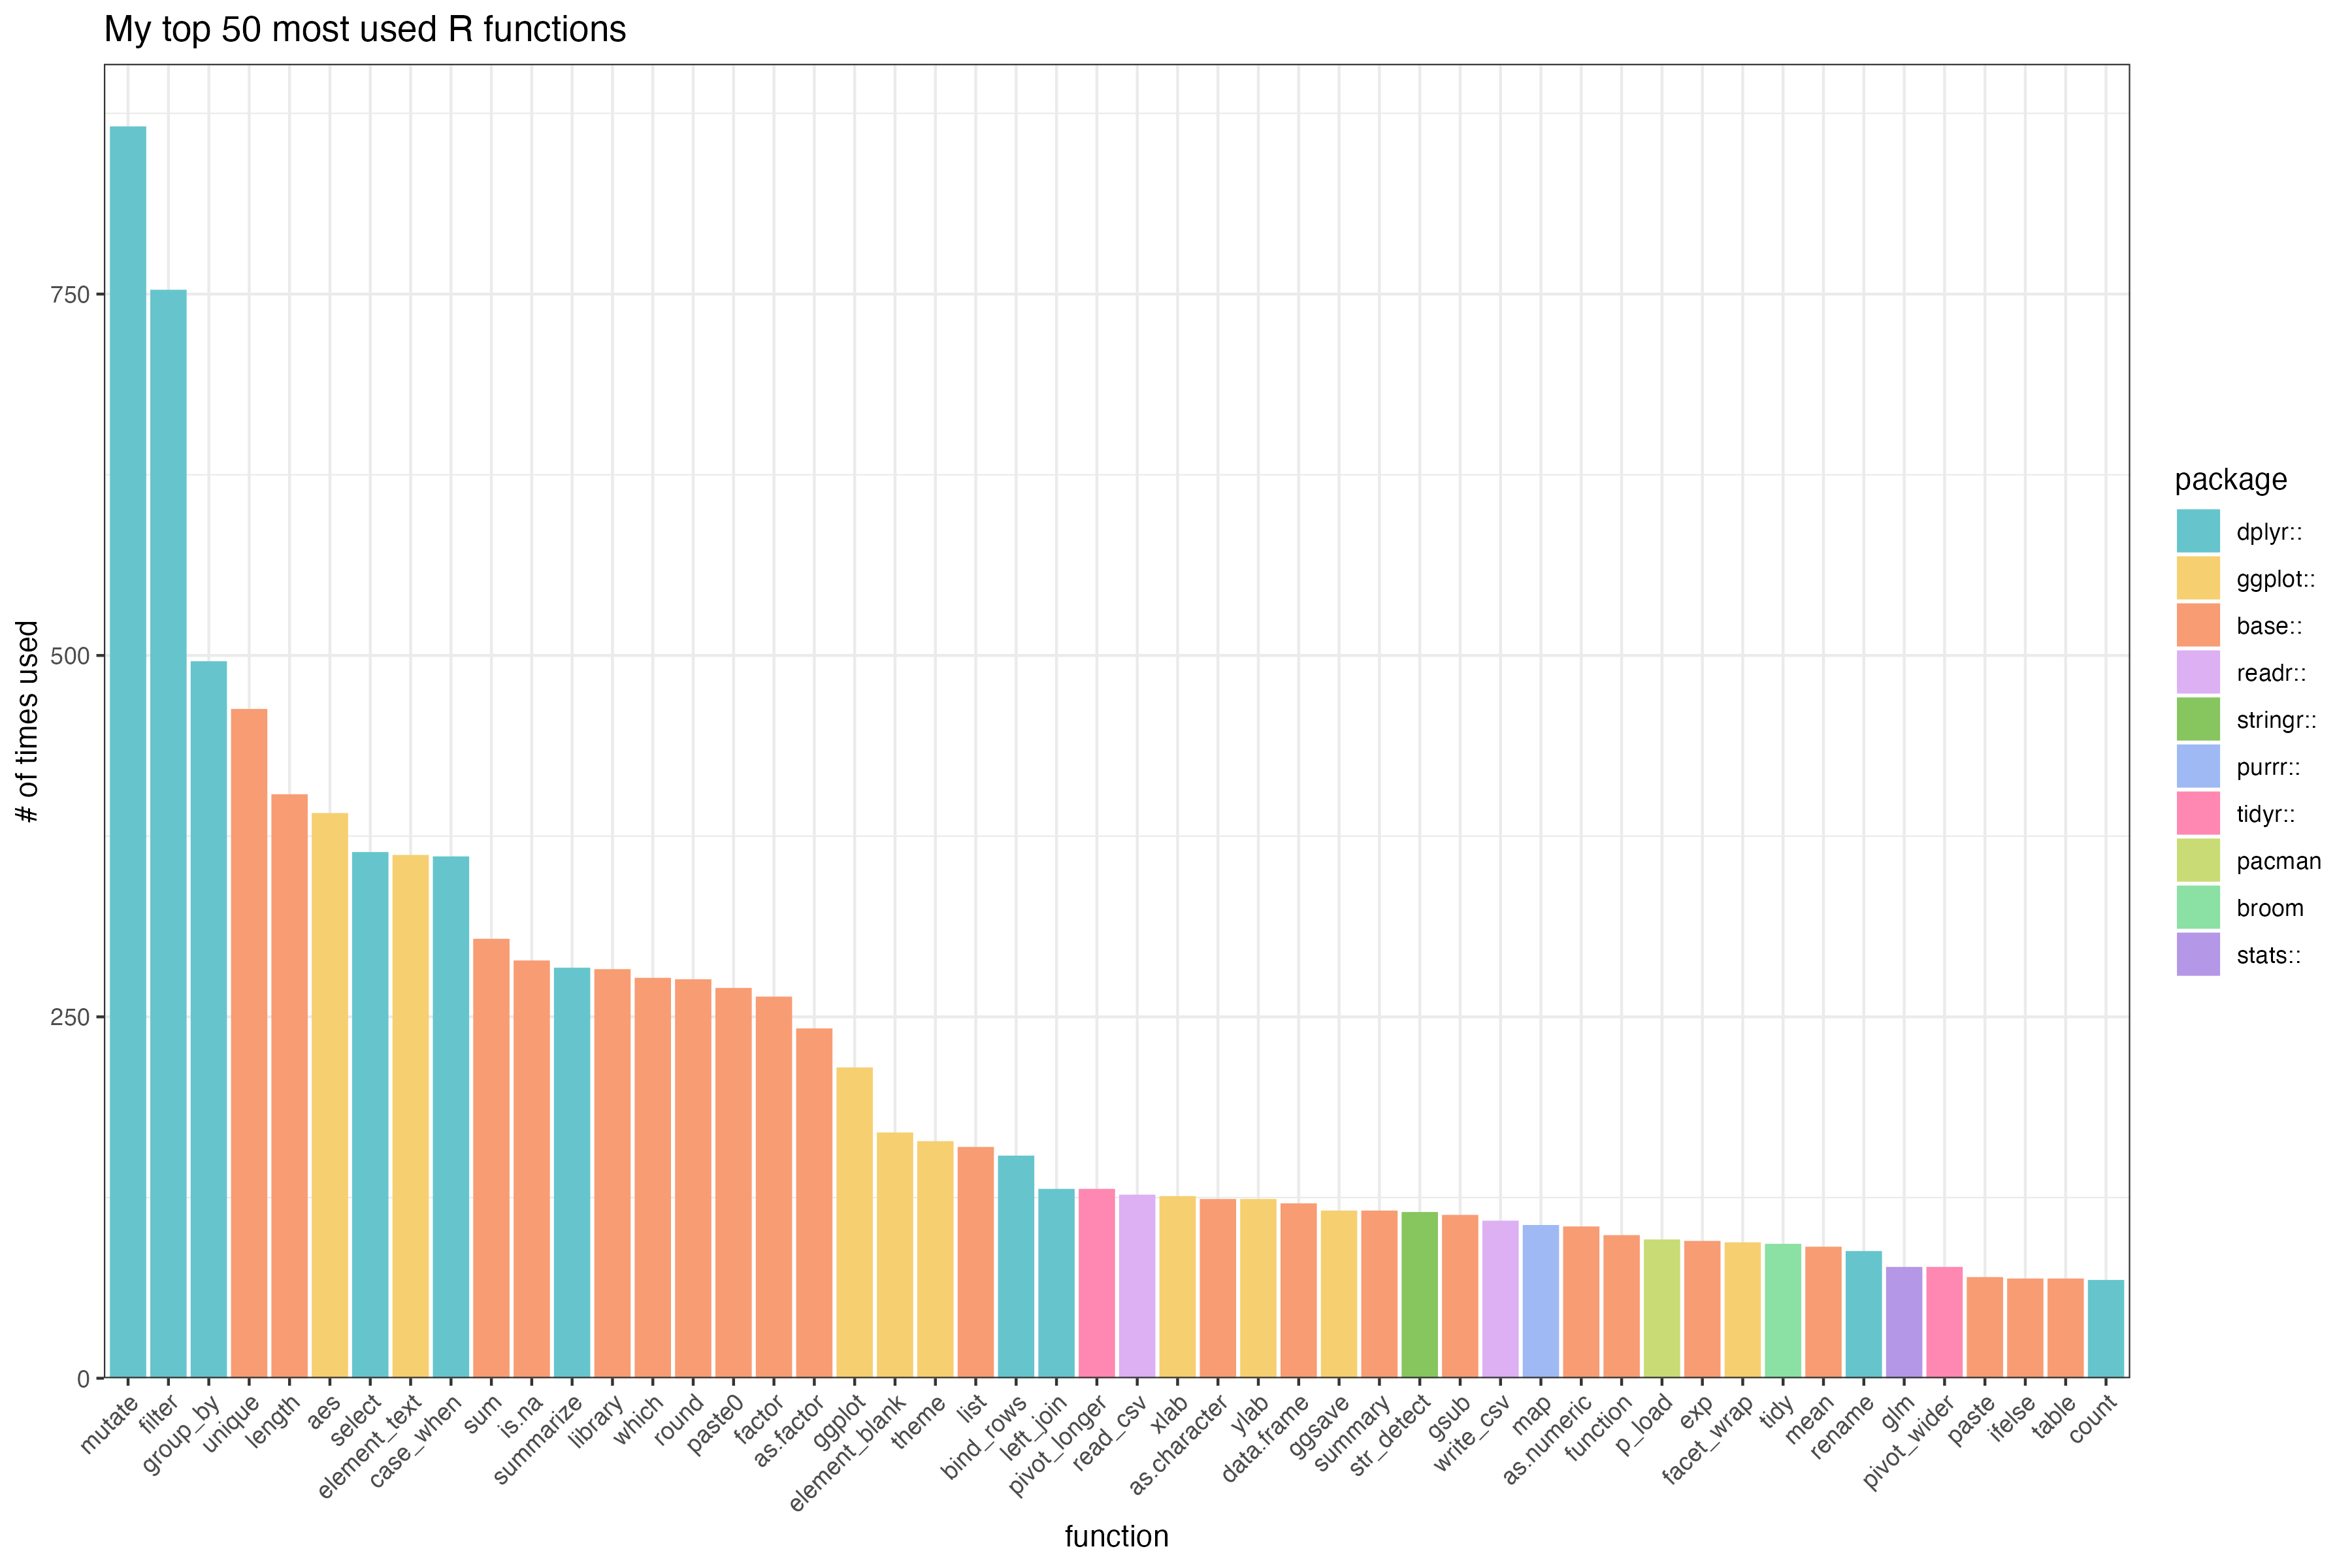 My top 50 most used R functions
# of times used
750
500
250
0
mutate
filter
group_by
unique
length
aes
select
element_text
case_when
sum
is.na
summarize
library
which
round
paste0
factor
as.factor
ggplot
element_blank
theme
list
bind_rows
left_join
pivot_longer
read_csv
xlab
as.character
ylab
data.frame
ggsave
summary
str_detect
gsub
write_csv
map
as.numeric
function
p_load
exp
facet_wrap
tidy
mean
rename
glm
pivot_wider
paste
ifelse
table
count
function
package
dplyr::
ggplot::
base::
readr::
stringr::
purrr::
tidyr::
pacman
broom
stats::